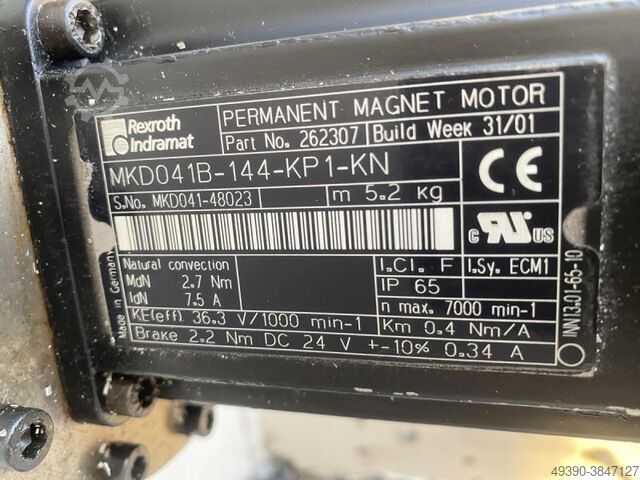 Rexroth
Indramat
PERMANENT MAGNET MOTOR
Part No. 262307 Build Week 31/01
MKD041B-144-KP1-KN
S.No. MKD041-48023 m 5.2 kg
CE
c RU US
Natural convection I.Cl. F I.Sy. ECM1
MdN 2.7 Nm IP 65
IdN 7.5 A n max. 7000 min-1
KE(eff) 36.3 V/1000 min-1 Km 0.4 Nm/A
Brake 2.2 Nm DC 24 V +-10% 0.34 A
Made in Germany
INN13.01-65-10
49390-3847127